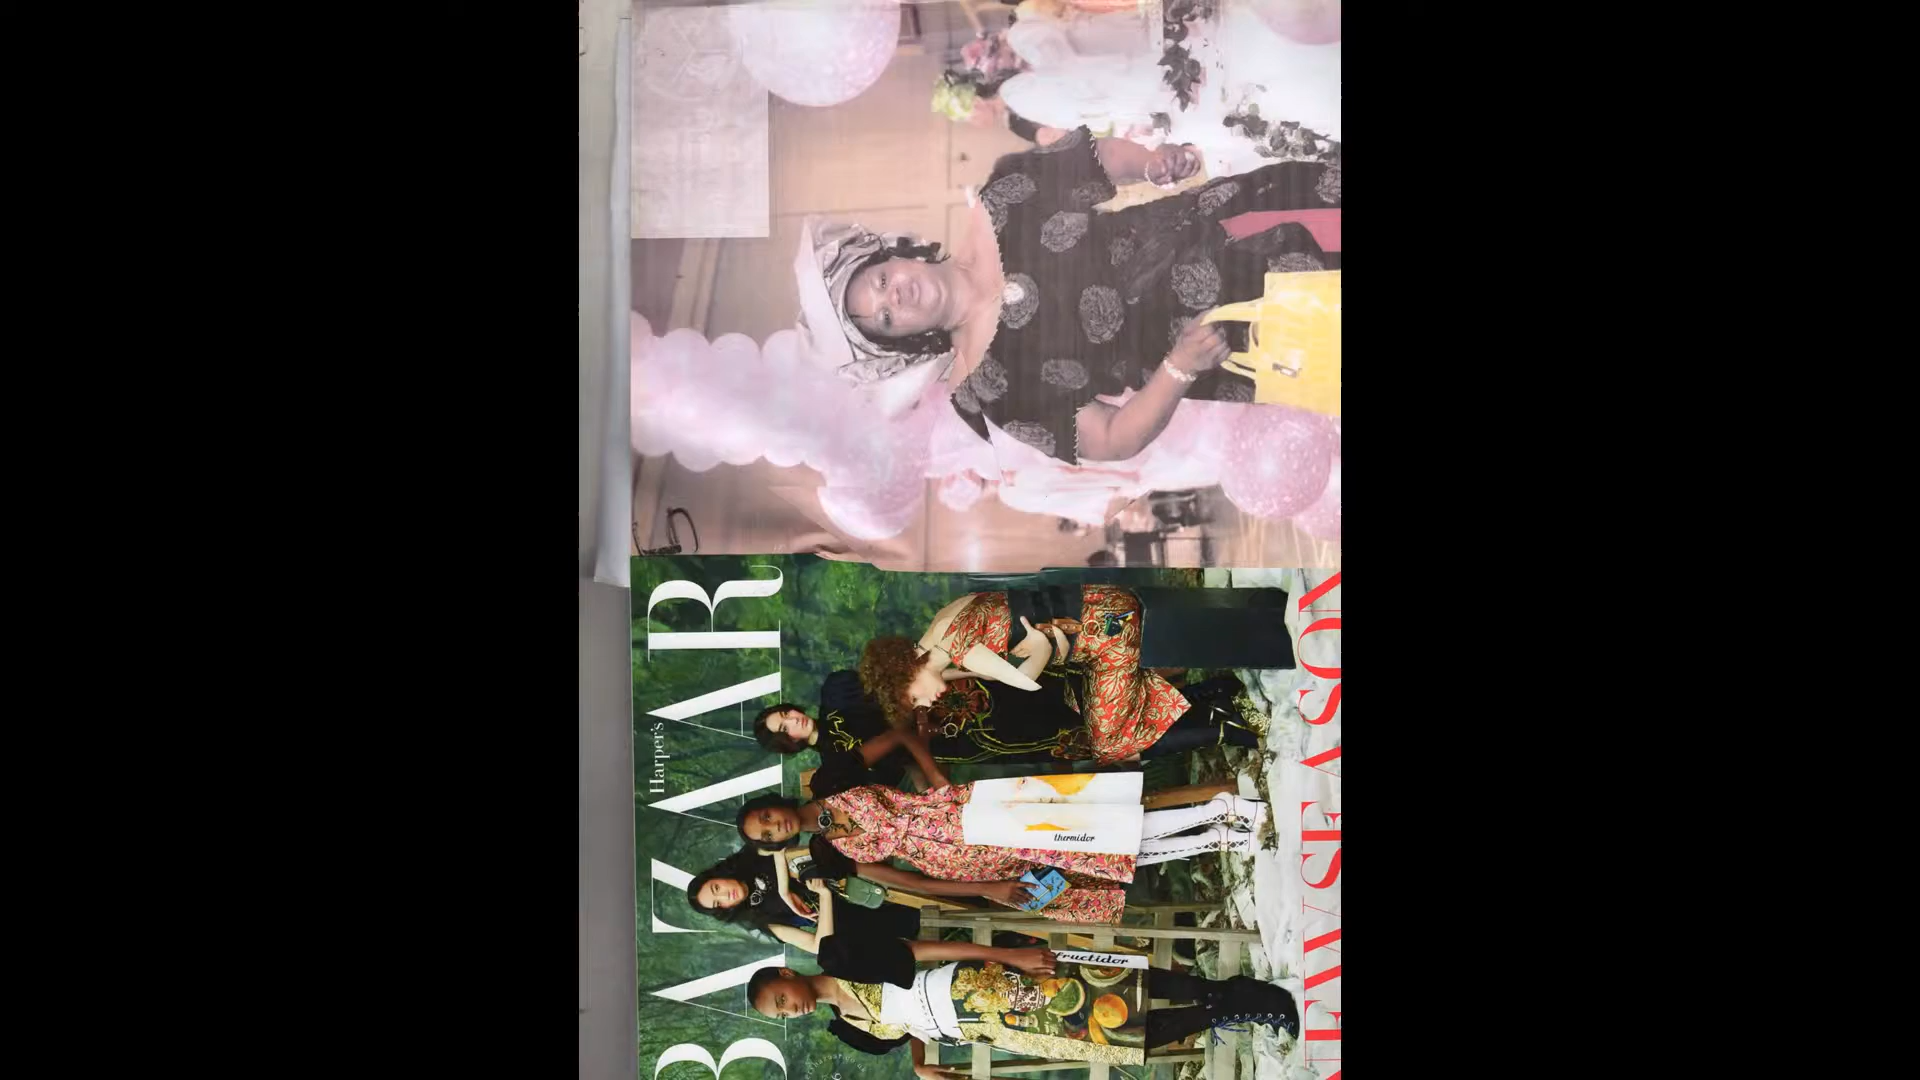 Harper's
BAZAAR
thermidor
fructidor
NEW SEASON